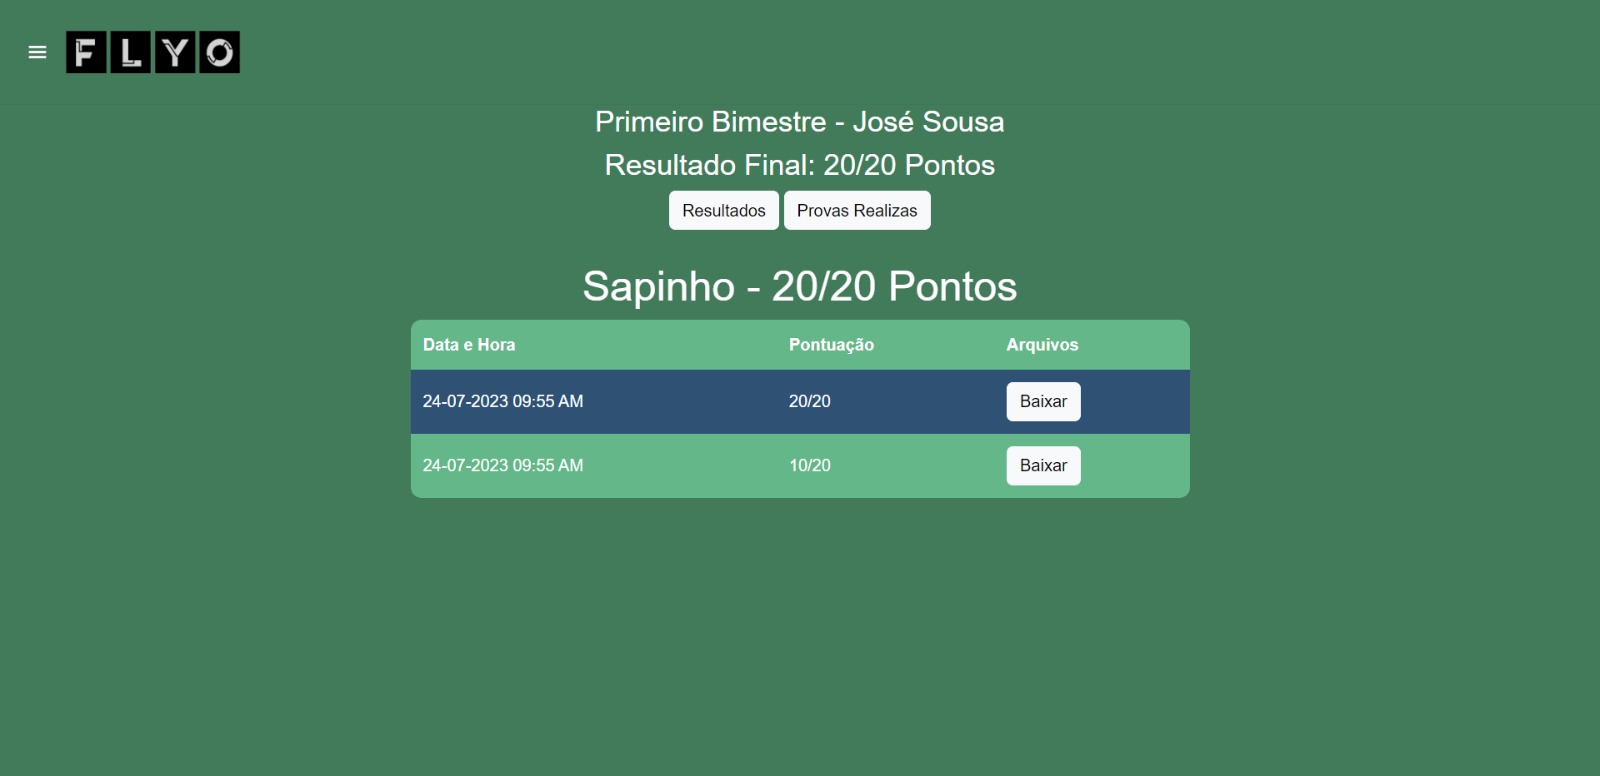 FLYO
Primeiro Bimestre - José Sousa
Resultado Final: 20/20 Pontos
Resultados Provas Realizas
Sapinho - 20/20 Pontos
Data e Hora Pontuação Arquivos
24-07-2023 09:55 AM 20/20 Baixar
24-07-2023 09:55 AM 10/20 Baixar